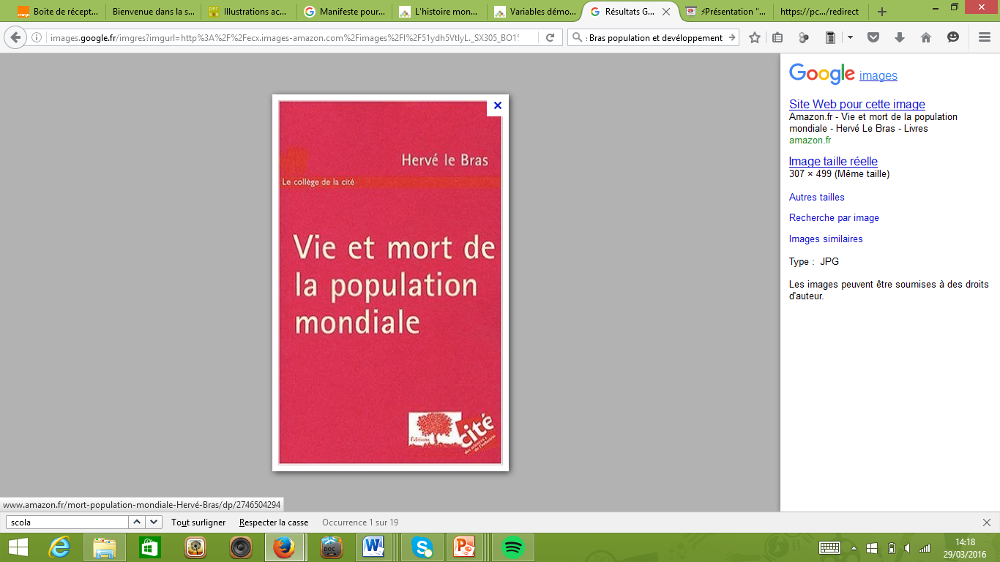 Boite de récept...
Bienvenue dans la s...
Illustrations ac...
Manifeste pour...
L'histoire mon...
Variables démo...
Résultats G...
⚡Présentation "...
https://pc.../redirect
images.google.fr/imgres?imgurl=http%3A%2F%2Fecx.images-amazon.com%2Fimages%2FI%2F51ydh5VtlyL._SX305_BO1%
Bras population et devéloppement
Hervé le Bras
Le collège de la cité
Vie et mort de
la population
mondiale
Éditions
cité
des sciences &
de l'industrie
Google images
Site Web pour cette image
Amazon.fr - Vie et mort de la population
mondiale - Hervé Le Bras - Livres
amazon.fr
Image taille réelle
307 × 499 (Même taille)
Autres tailles
Recherche par image
Images similaires
Type : JPG
Les images peuvent être soumises à des droits
d'auteur.
www.amazon.fr/mort-population-mondiale-Hervé-Bras/dp/2746504294
scola
Tout surligner
Respecter la casse
Occurrence 1 sur 19
14:18
29/03/2016